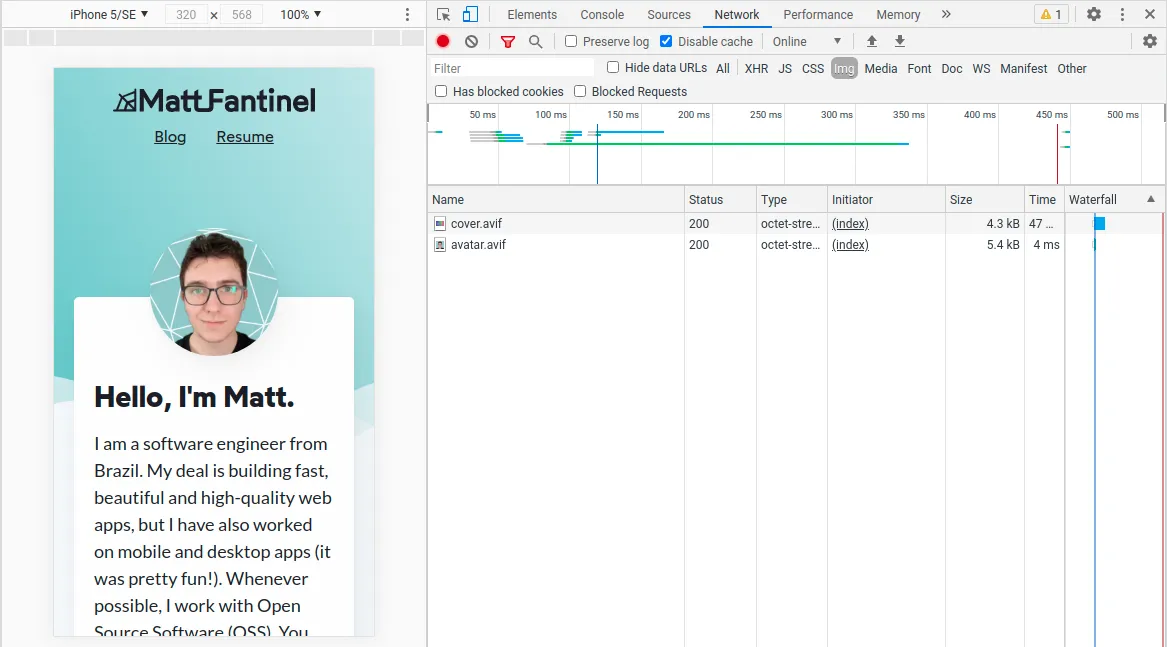 iPhone 5/SE ▼ 320 x 568 100% ▼
Elements Console Sources Network Performance Memory » 1
Preserve log Disable cache Online ▼
Filter Hide data URLs All XHR JS CSS Img Media Font Doc WS Manifest Other
Has blocked cookies Blocked Requests
50 ms 100 ms 150 ms 200 ms 250 ms 300 ms 350 ms 400 ms 450 ms 500 ms
Name Status Type Initiator Size Time Waterfall ▲
cover.avif 200 octet-stre… (index) 4.3 kB 47 …
avatar.avif 200 octet-stre… (index) 5.4 kB 4 ms
Matt Fantinel
Blog Resume
Hello, I'm Matt.
I am a software engineer from
Brazil. My deal is building fast,
beautiful and high-quality web
apps, but I have also worked
on mobile and desktop apps (it
was pretty fun!). Whenever
possible, I work with Open
Source Software (OSS). You